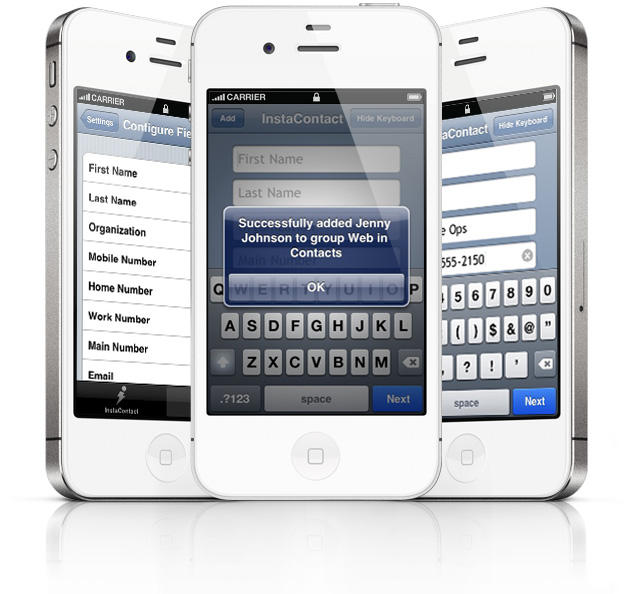 CARRIER
Settings
Configure Fie
First Name
Last Name
Organization
Mobile Number
Home Number
Work Number
Main Number
Email
InstaContact
CARRIER
Add
InstaContact
Hide Keyboard
First Name
Last Name
Successfully added Jenny
Johnson to group Web in
Contacts
Main Number
OK
Q W E R T Y U I O P
A S D F G H J K L
Z X C V B N M
.?123
space
Next
aContact
Hide Keyboard
e Ops
555-2150
4 5 6 7 8 9 0
; ( ) $ & @ "
, ? ! '
space
Next